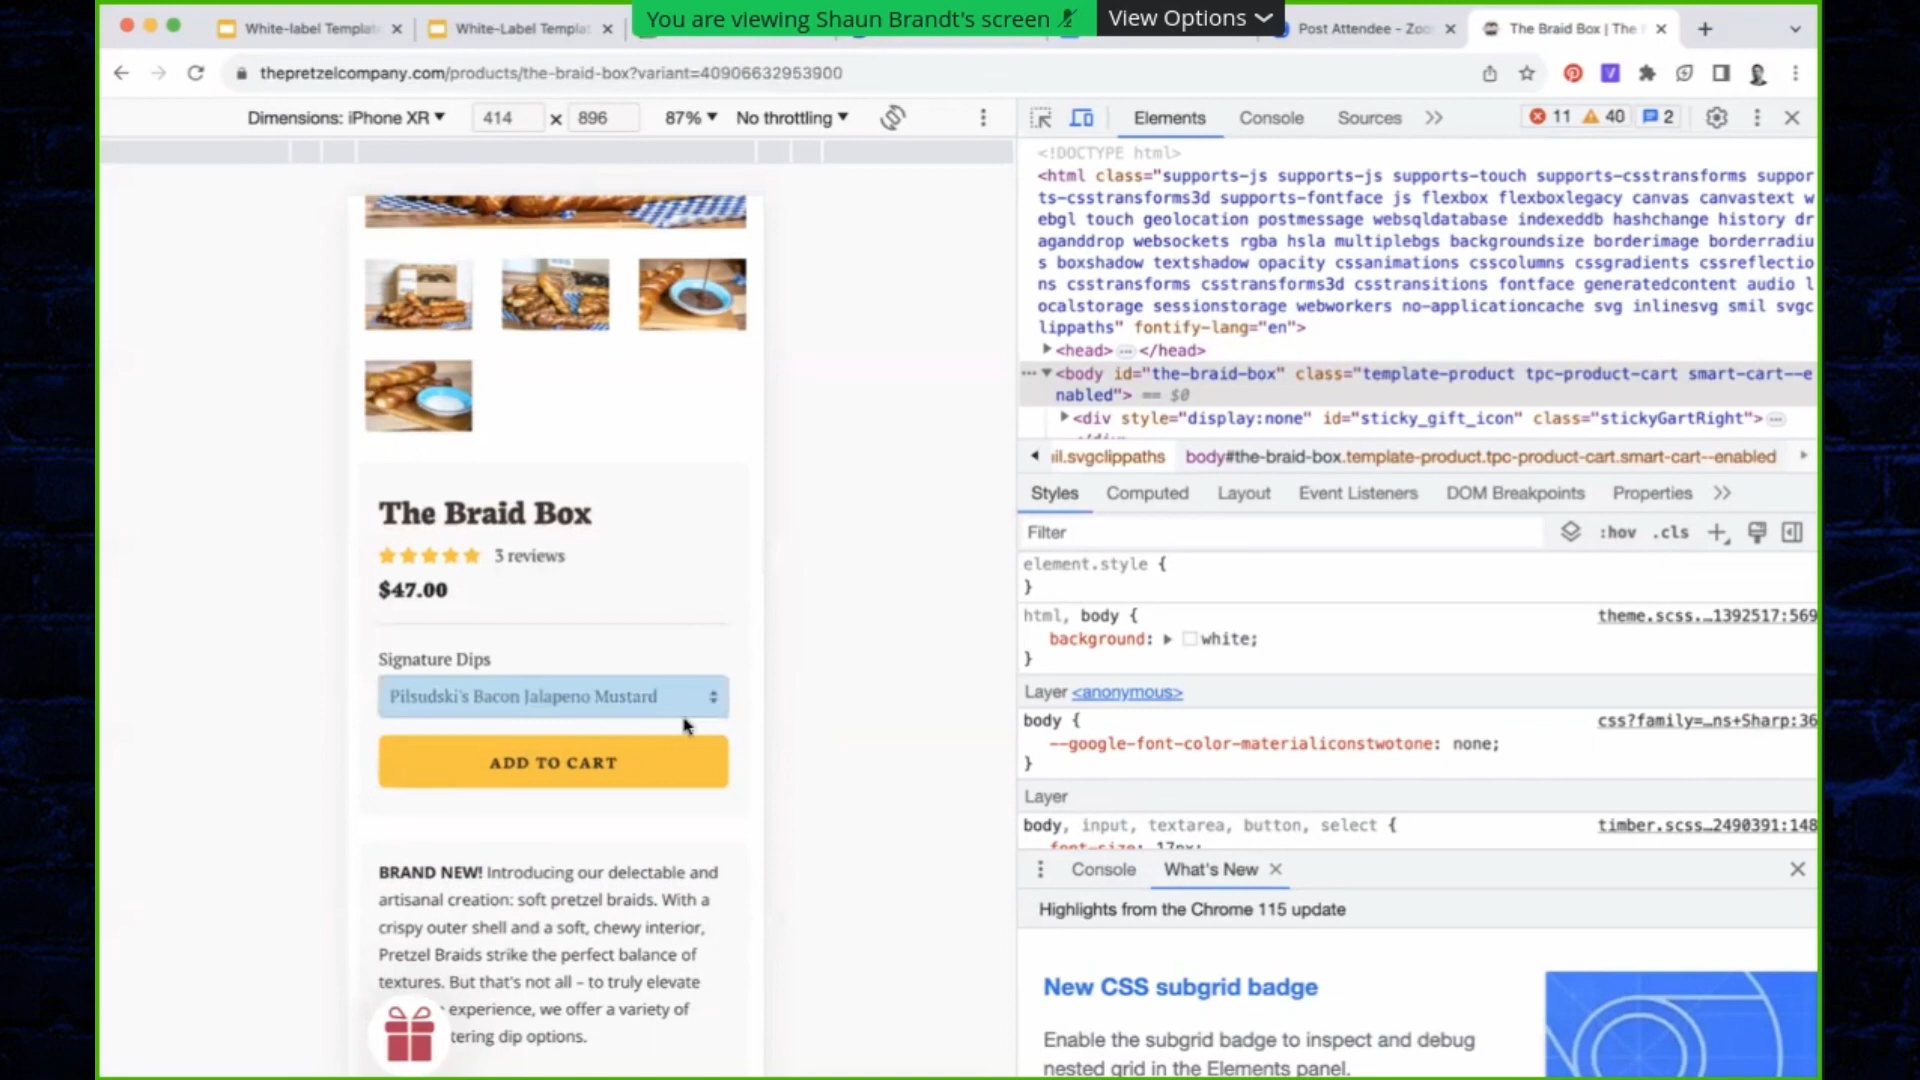 You are viewing Shaun Brandt's screen
View Options
White-label Templat
White-Label Templat
Post Attendee - Zoo
The Braid Box | The
thepretzelcompany.com/products/the-braid-box?variant=40906632953900
Dimensions: iPhone XR
414 × 896
87%
No throttling
Elements
Console
Sources
11
40
2
<!DOCTYPE html>
<html class="supports-js supports-js supports-touch supports-csstransforms suppor
ts-csstransforms3d supports-fontface js flexbox flexboxlegacy canvas canvastext w
ebgl touch geolocation postmessage websqldatabase indexeddb hashchange history dr
aganddrop websockets rgba hsla multiplebgs backgroundsize borderimage borderradiu
s boxshadow textshadow opacity cssanimations csscolumns cssgradients cssreflectio
ns csstransforms csstransforms3d csstransitions fontface generatedcontent audio l
ocalstorage sessionstorage webworkers no-applicationcache svg inlinesvg smil svgc
lippaths" fontify-lang="en">
<head> … </head>
<body id="the-braid-box" class="template-product tpc-product-cart smart-cart--e
nabled"> == $0
<div style="display:none" id="sticky_gift_icon" class="stickyGartRight"> …
il.svgclippaths
body#the-braid-box.template-product.tpc-product-cart.smart-cart--enabled
Styles
Computed
Layout
Event Listeners
DOM Breakpoints
Properties
Filter
:hov
.cls
element.style {
}
html, body {
theme.scss.…1392517:569
background: white;
}
Layer <anonymous>
body {
css?family=…ns+Sharp:36
--google-font-color-materialiconstwotone: none;
}
Layer
body, input, textarea, button, select {
timber.scss…2490391:148
font-size: 17px;
Console
What's New
Highlights from the Chrome 115 update
New CSS subgrid badge
Enable the subgrid badge to inspect and debug
nested grid in the Elements panel.
The Braid Box
3 reviews
$47.00
Signature Dips
Pilsudski's Bacon Jalapeno Mustard
ADD TO CART
BRAND NEW! Introducing our delectable and
artisanal creation: soft pretzel braids. With a
crispy outer shell and a soft, chewy interior,
Pretzel Braids strike the perfect balance of
textures. But that's not all – to truly elevate
experience, we offer a variety of
tering dip options.